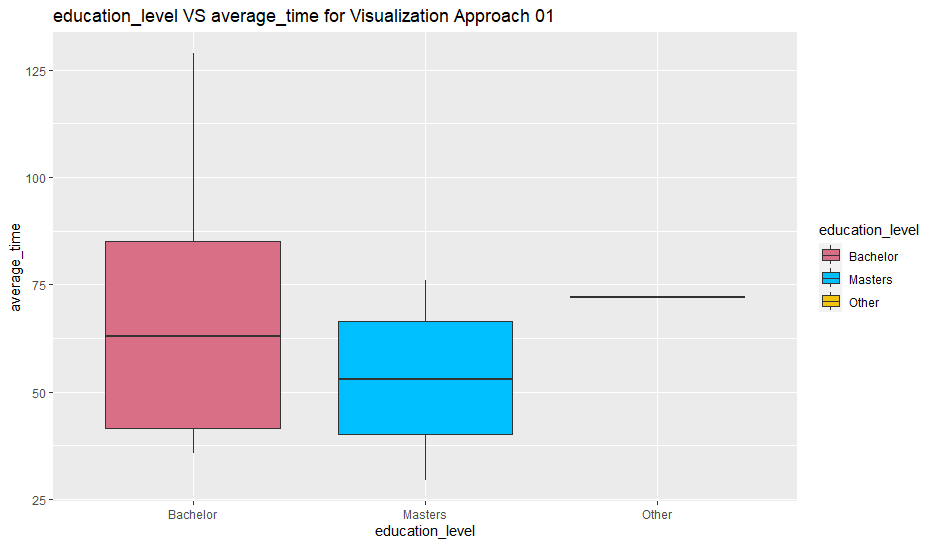 education_level VS average_time for Visualization Approach 01
average_time
125
100
75
50
25
Bachelor
Masters
Other
education_level
education_level
Bachelor
Masters
Other